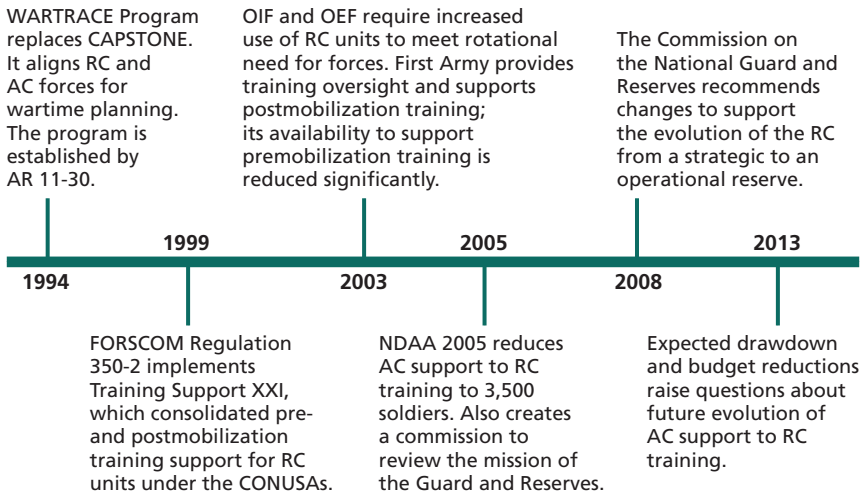 WARTRACE Program
replaces CAPSTONE.
It aligns RC and
AC forces for
wartime planning.
The program is
established by
AR 11-30.
OIF and OEF require increased
use of RC units to meet rotational
need for forces. First Army provides
training oversight and supports
postmobilization training;
its availability to support
premobilization training is
reduced significantly.
The Commission on
the National Guard and
Reserves recommends
changes to support
the evolution of the RC
from a strategic to an
operational reserve.
1999
2005
2013
1994
2003
2008
FORSCOM Regulation
350-2 implements
Training Support XXI,
which consolidated pre-
and postmobilization
training support for RC
units under the CONUSAs.
NDAA 2005 reduces
AC support to RC
training to 3,500
soldiers. Also creates
a commission to
review the mission of
the Guard and Reserves.
Expected drawdown
and budget reductions
raise questions about
future evolution of
AC support to RC
training.